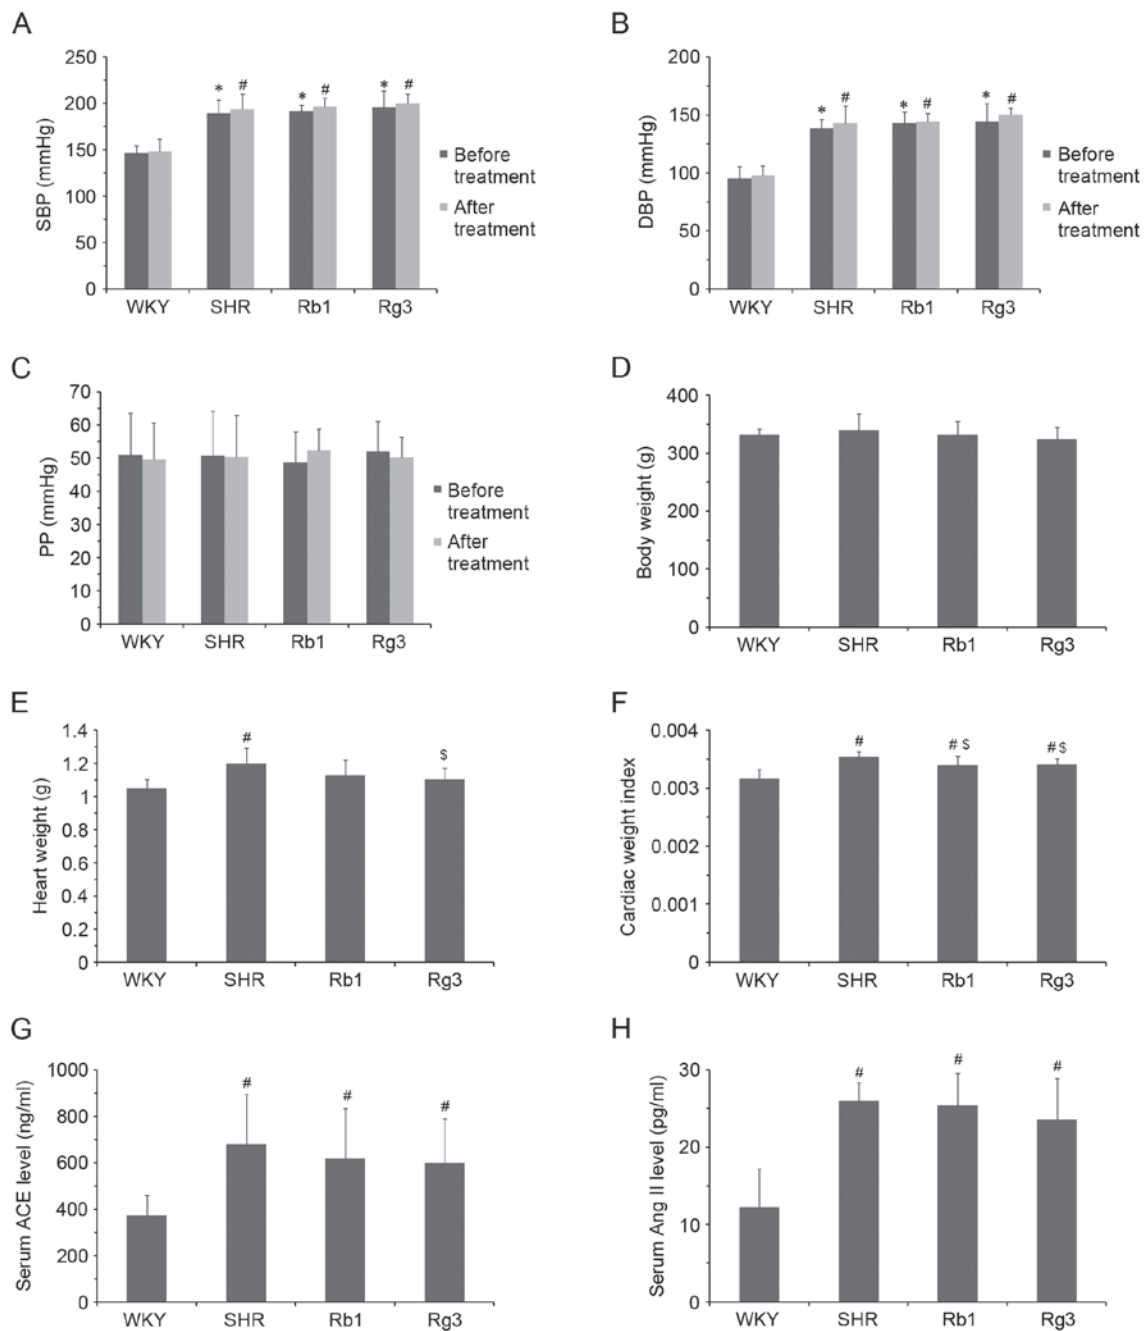 A
SBP (mmHg)
250
200
150
100
50
0
* # * # * #
WKY SHR Rb1 Rg3
Before
treatment
After
treatment
B
DBP (mmHg)
200
150
100
50
0
* # * # * #
WKY SHR Rb1 Rg3
Before
treatment
After
treatment
C
PP (mmHg)
70
60
50
40
30
20
10
0
WKY SHR Rb1 Rg3
Before
treatment
After
treatment
D
Body weight (g)
400
300
200
100
0
WKY SHR Rb1 Rg3
E
Heart weight (g)
1.4
1.2
1
0.8
0.6
0.4
0.2
0
# $
WKY SHR Rb1 Rg3
F
Cardiac weight index
0.004
0.003
0.002
0.001
0
# # $ # $
WKY SHR Rb1 Rg3
G
Serum ACE level (ng/ml)
1000
800
600
400
200
0
# # #
WKY SHR Rb1 Rg3
H
Serum Ang II level (pg/ml)
30
20
10
0
# # #
WKY SHR Rb1 Rg3